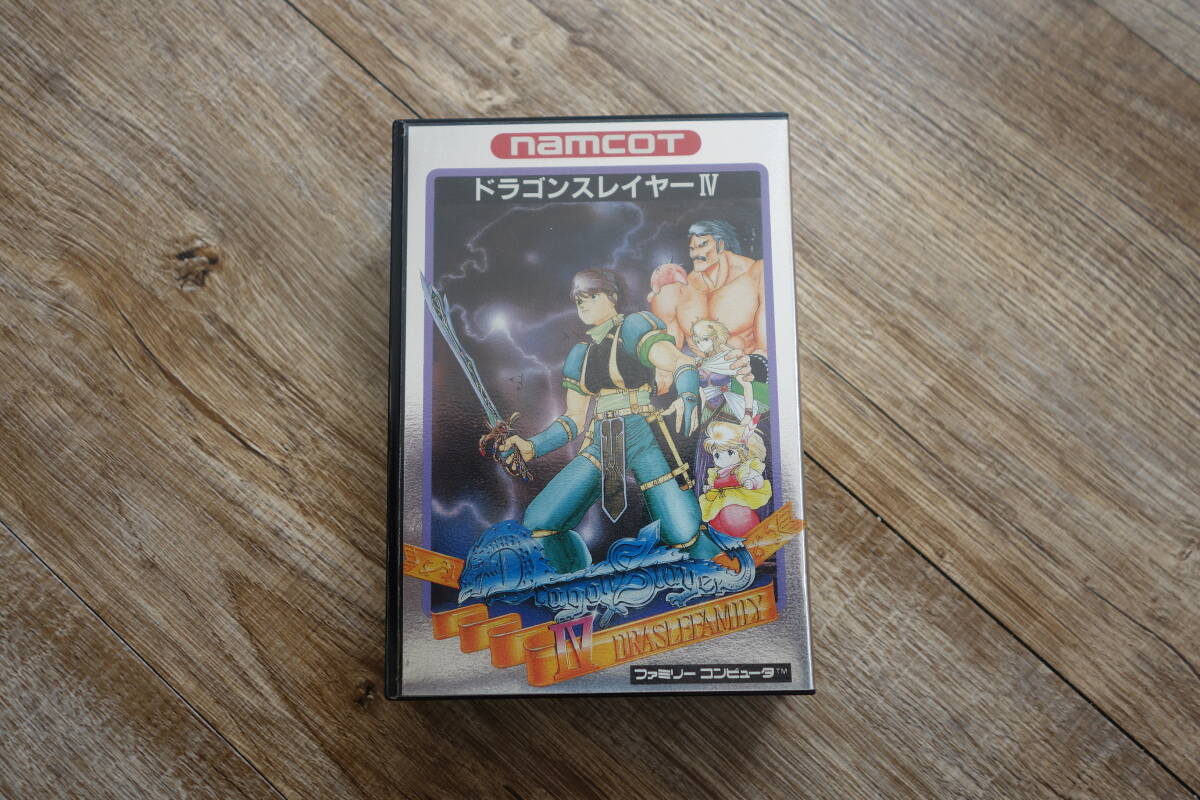 namcoT
ドラゴンスレイヤーⅣ
Dragon Slayer
IV DRASLEFAMILY
ファミリー コンピュータ™